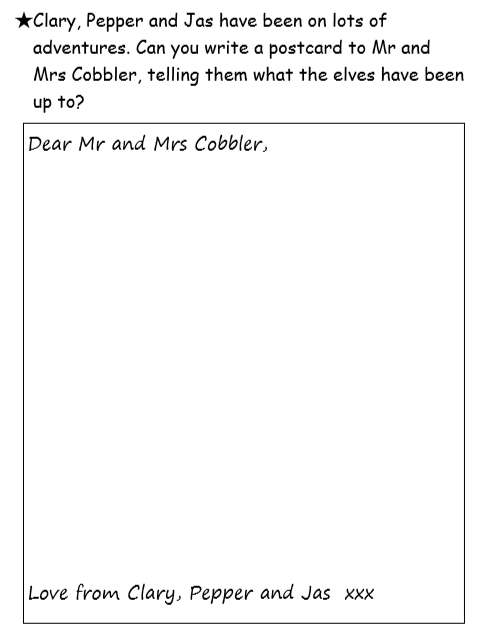 ★Clary, Pepper and Jas have been on lots of
adventures. Can you write a postcard to Mr and
Mrs Cobbler, telling them what the elves have been
up to?
Dear Mr and Mrs Cobbler,
Love from Clary, Pepper and Jas xxx